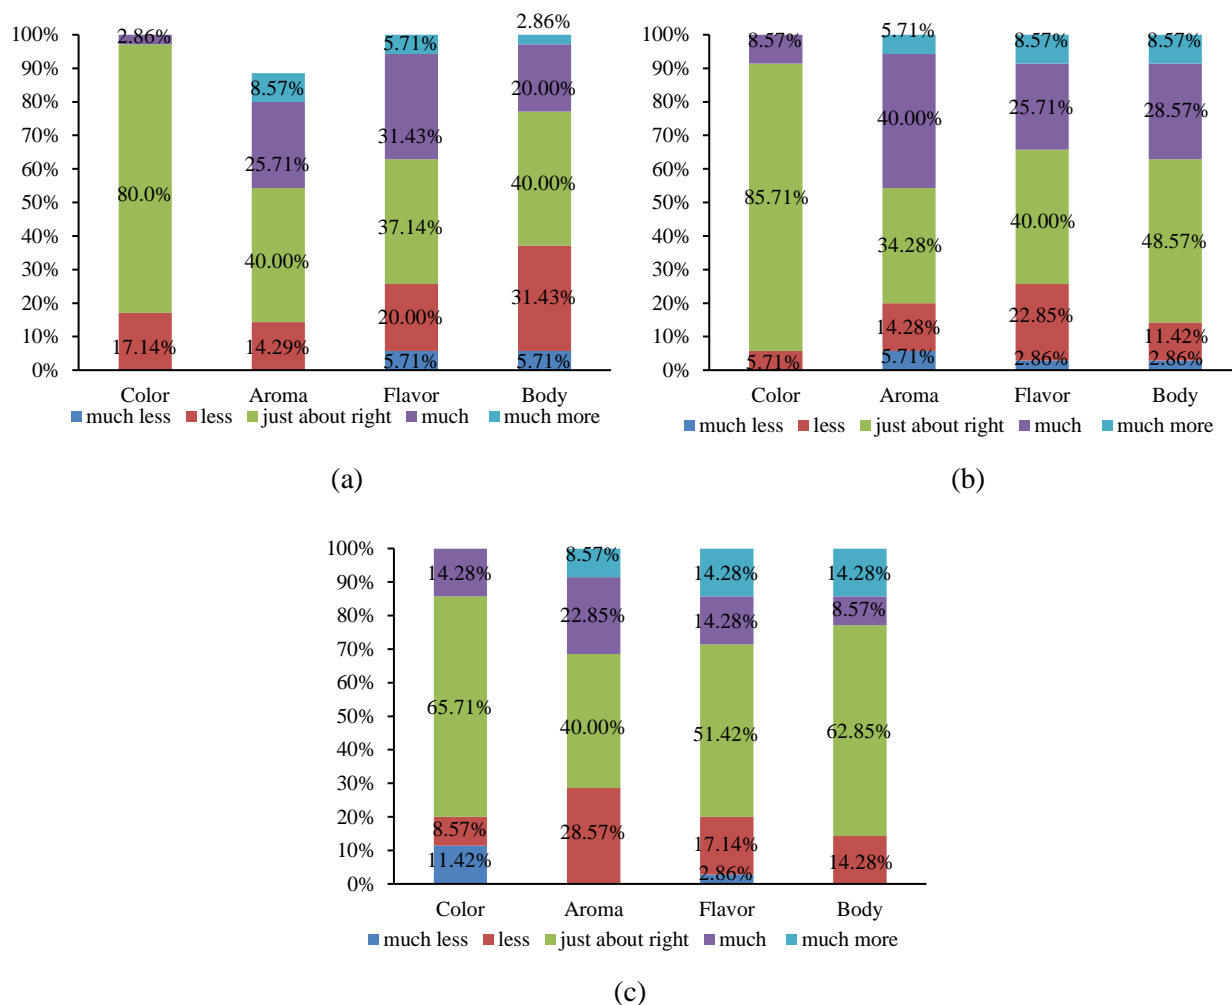 2.86% 2.86% 5.71%
100% 2.86% 5.71% 100% 8.57% 8.57% 8.57%
90% 90%
8.57% 20.00%
80% 80%
70% 40.00% 25.71% 28.57%
70%
31.43%
60% 25.71% 60%
80.0% 40.00%
50% 85.71% 50%
37.14% 40.00%
40% 40.00% 34.28% 48.57%
40%
30% 30%
20% 31.43% 20%
20.00% 22.85%
10% 17.14% 14.29% 14.28% 11.42%
10%
0% 5.71% 5.71% 0% 5.71% 5.71% 2.86% 2.86%
Color Aroma Flavor Body Color Aroma Flavor Body
much less less just about right much much more
much less less just about right much much more
(a) (b)
100% 8.57%
90% 14.28% 14.28% 14.28%
80% 22.85% 14.28% 8.57%
70%
60%
50% 65.71% 40.00% 51.42% 62.85%
40%
30%
20%
10% 8.57% 28.57% 17.14% 14.28%
0% 11.42% 2.86%
Color Aroma Flavor Body
much less less just about right much much more
(c)